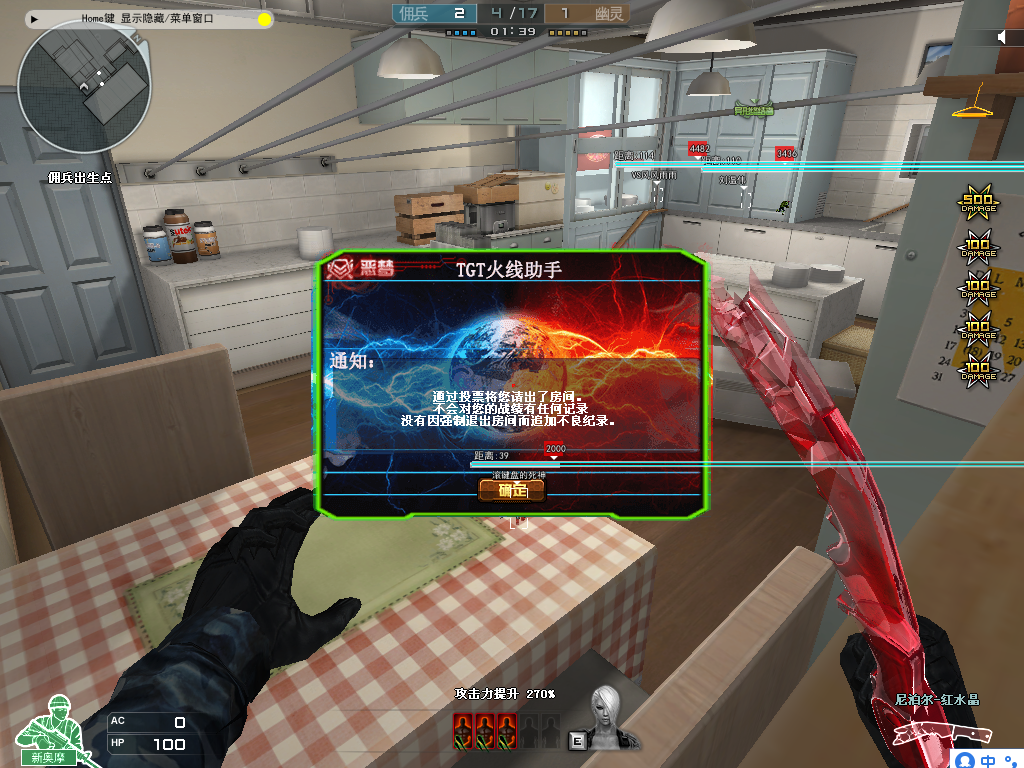 Home键 显示隐藏/菜单窗口
佣兵 2 4 /17 1 幽灵
01:39
佣兵出生点
距离:114
4482
3436
刘温维
500
DAMAGE
100
DAMAGE
100
DAMAGE
100
DAMAGE
100
DAMAGE
恶梦
TGT火线助手
通知:
通过投票将您请出了房间。
不会对您的战绩有任何记录
没有因强制退出房间而追加不良纪录。
距离:39
2000
滚键盘的死神
确定
攻击力提升 270%
尼泊尔-红水晶
AC 0
HP 100
新奥摩
E
中